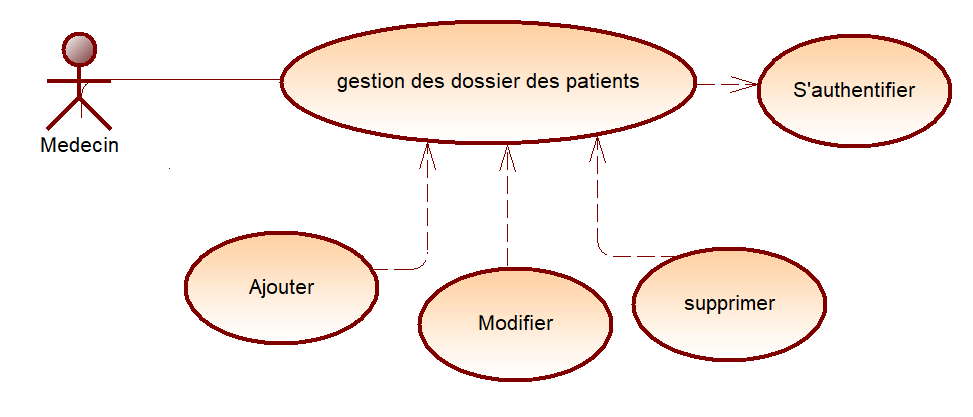 gestion des dossier des patients
S'authentifier
Medecin
Ajouter
Modifier
supprimer